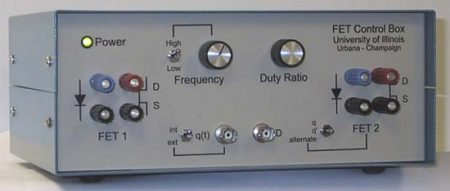 Power
High
Low
Frequency
Duty Ratio
FET Control Box
University of Illinois
Urbana - Champaign
D
S
FET 1
int
ext
q(t)
D
q
q
alternate
D
S
FET 2